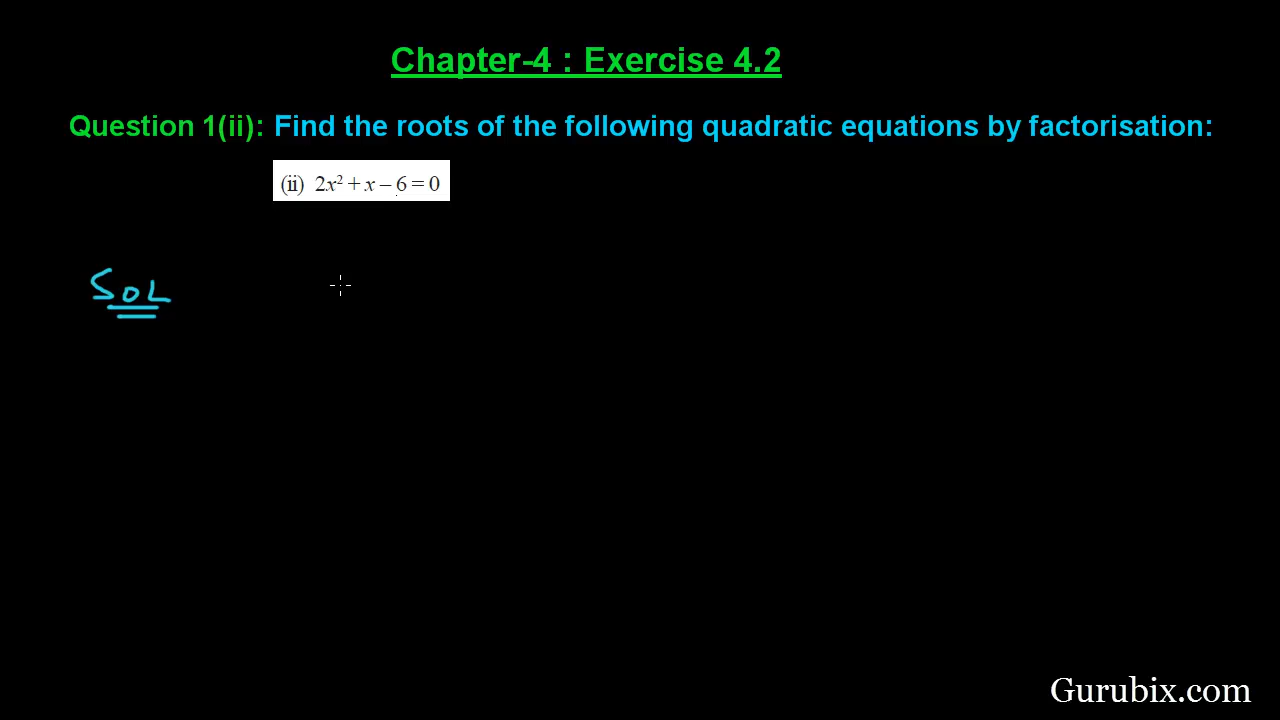 Chapter-4 : Exercise 4.2
Question 1(ii): Find the roots of the following quadratic equations by factorisation:
(ii) 2x² + x – 6 = 0
SOL
Gurubix.com